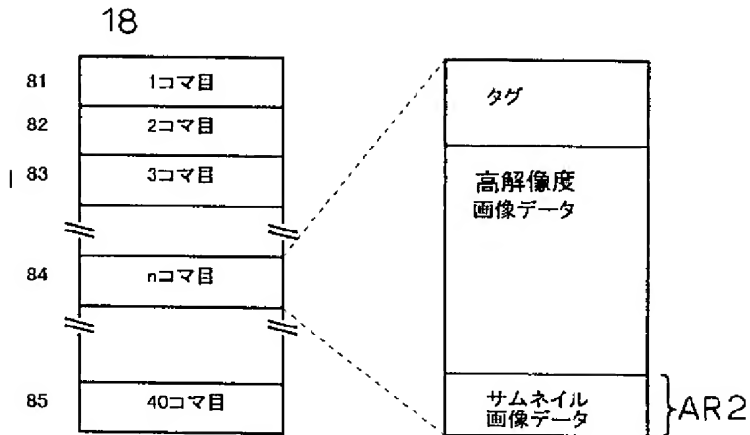 18
81
1コマ目
82
2コマ目
83
3コマ目
84
nコマ目
85
40コマ目
タグ
高解像度
画像データ
サムネイル
画像データ
AR2